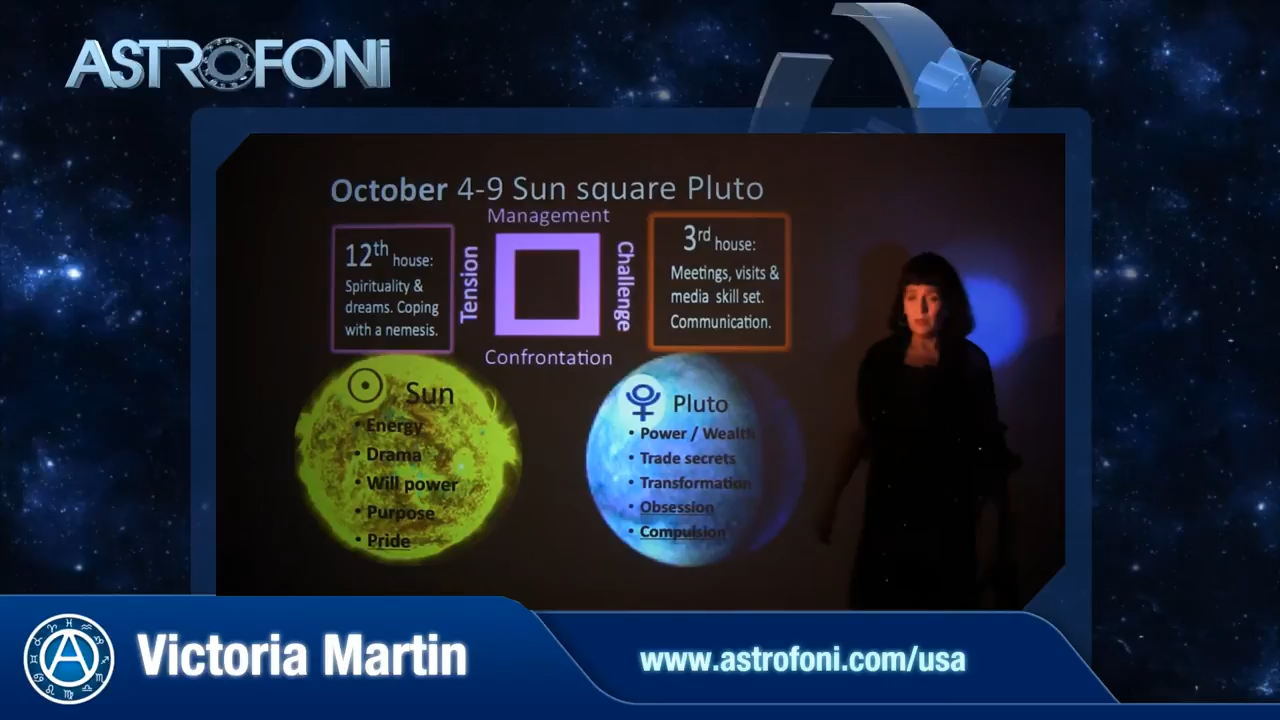 ASTROFONi
October 4-9 Sun square Pluto
Management
12th house:
Spirituality &
dreams. Coping
with a nemesis.
Tension
Challenge
3rd house:
Meetings, visits &
media skill set.
Communication.
Confrontation
Sun
• Energy
• Drama
• Will power
• Purpose
• Pride
Pluto
• Power / Wealth
• Trade secrets
• Transformation
• Obsession
• Compulsion
Victoria Martin
www.astrofoni.com/usa